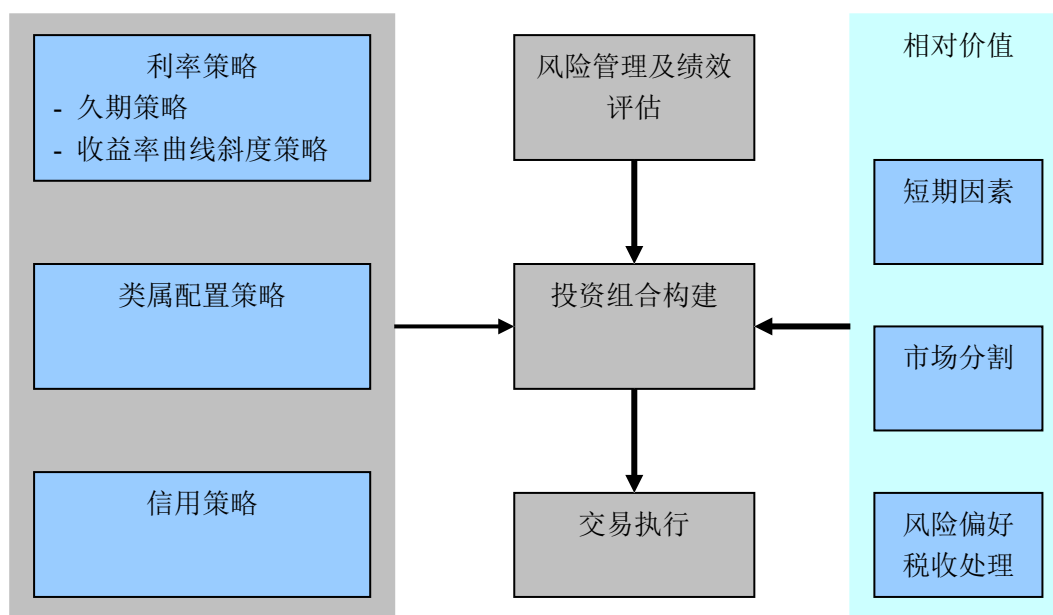 利率策略
- 久期策略
- 收益率曲线斜度策略
类属配置策略
信用策略
风险管理及绩效
评估
投资组合构建
交易执行
相对价值
短期因素
市场分割
风险偏好
税收处理